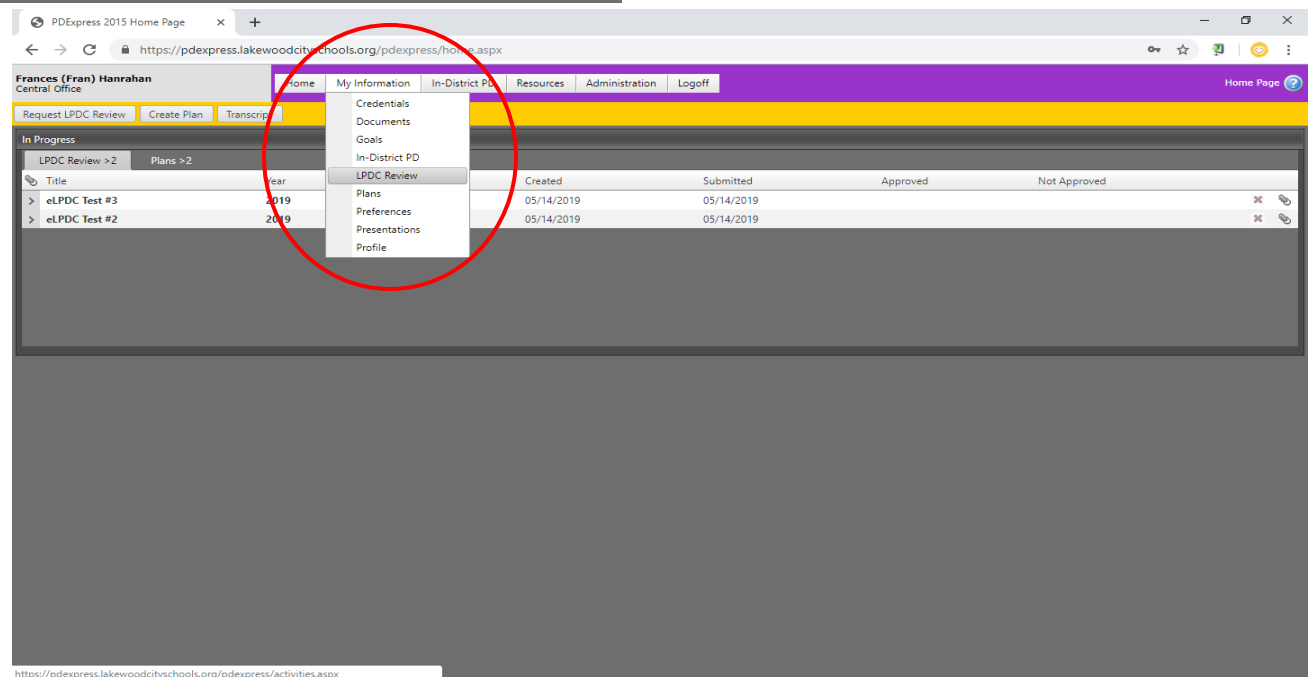 PDExpress 2015 Home Page
https://pdexpress.lakewoodcityschools.org/pdexpress/home.aspx
Frances (Fran) Hanrahan
Central Office
Home My Information In-District PD Resources Administration Logoff
Home Page ?
Request LPDC Review Create Plan Transcript
Credentials
Documents
Goals
In-District PD
LPDC Review
Plans
Preferences
Presentations
Profile
In Progress
LPDC Review >2 Plans >2
Title Year Created Submitted Approved Not Approved
eLPDC Test #3 2019 05/14/2019 05/14/2019
eLPDC Test #2 2019 05/14/2019 05/14/2019
https://pdexpress.lakewoodcityschools.org/pdexpress/activities.aspx